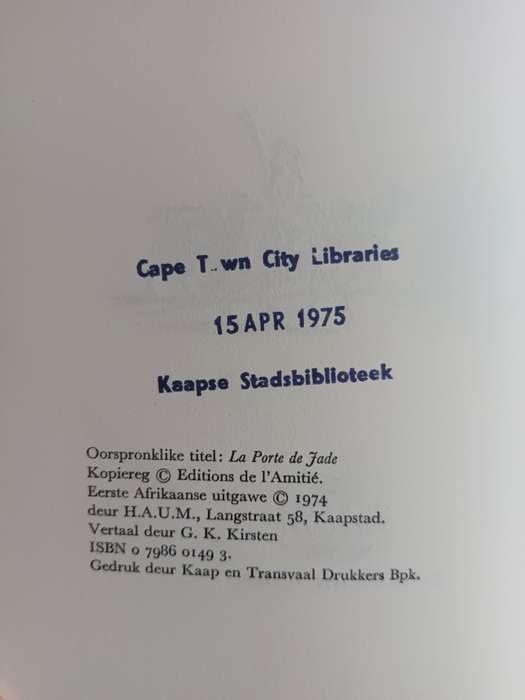 Cape T..wn City Libraries
15 APR 1975
Kaapse Stadsbiblioteek
Oorspronklike titel: La Porte de Jade
Kopiereg © Editions de l'Amitié.
Eerste Afrikaanse uitgawe © 1974
deur H.A.U.M., Langstraat 58, Kaapstad.
Vertaal deur G. K. Kirsten
ISBN 0 7986 0149 3.
Gedruk deur Kaap en Transvaal Drukkers Bpk.